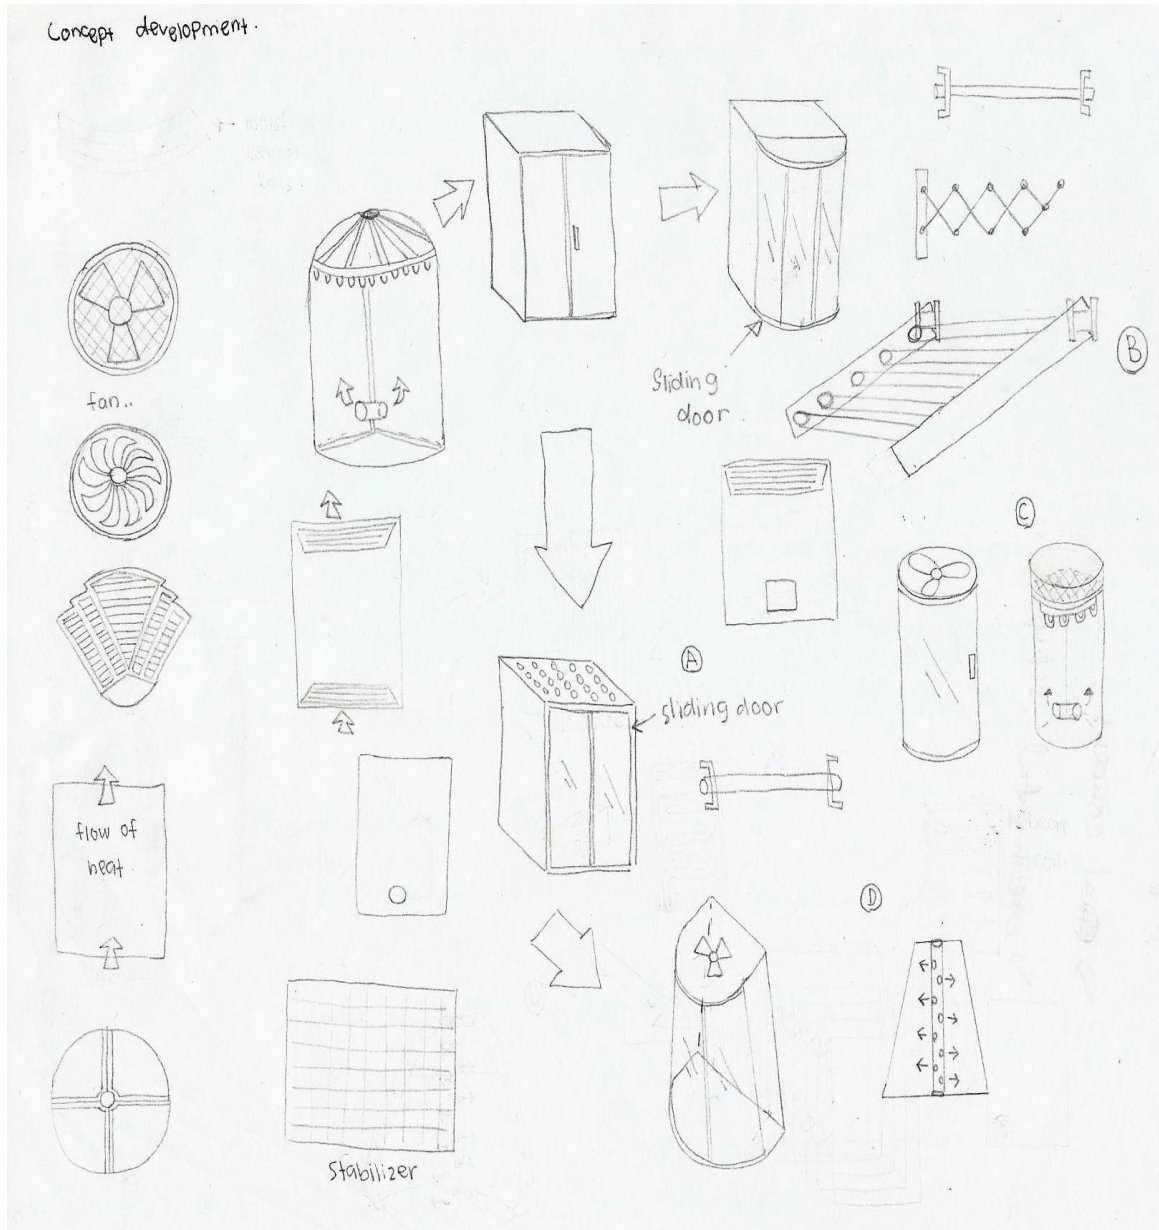 Concept development.
fan..
Sliding
door.
B
C
A
sliding door
flow of
heat
D
Stabilizer